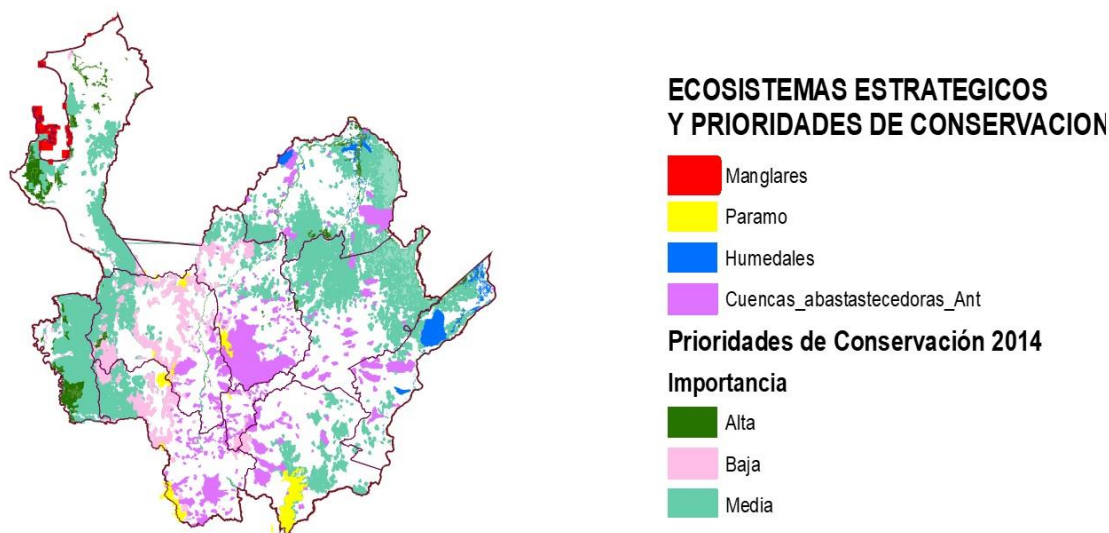 ECOSISTEMAS ESTRATEGICOS
Y PRIORIDADES DE CONSERVACION
Manglares
Paramo
Humedales
Cuencas_abastastecedoras_Ant
Prioridades de Conservación 2014
Importancia
Alta
Baja
Media